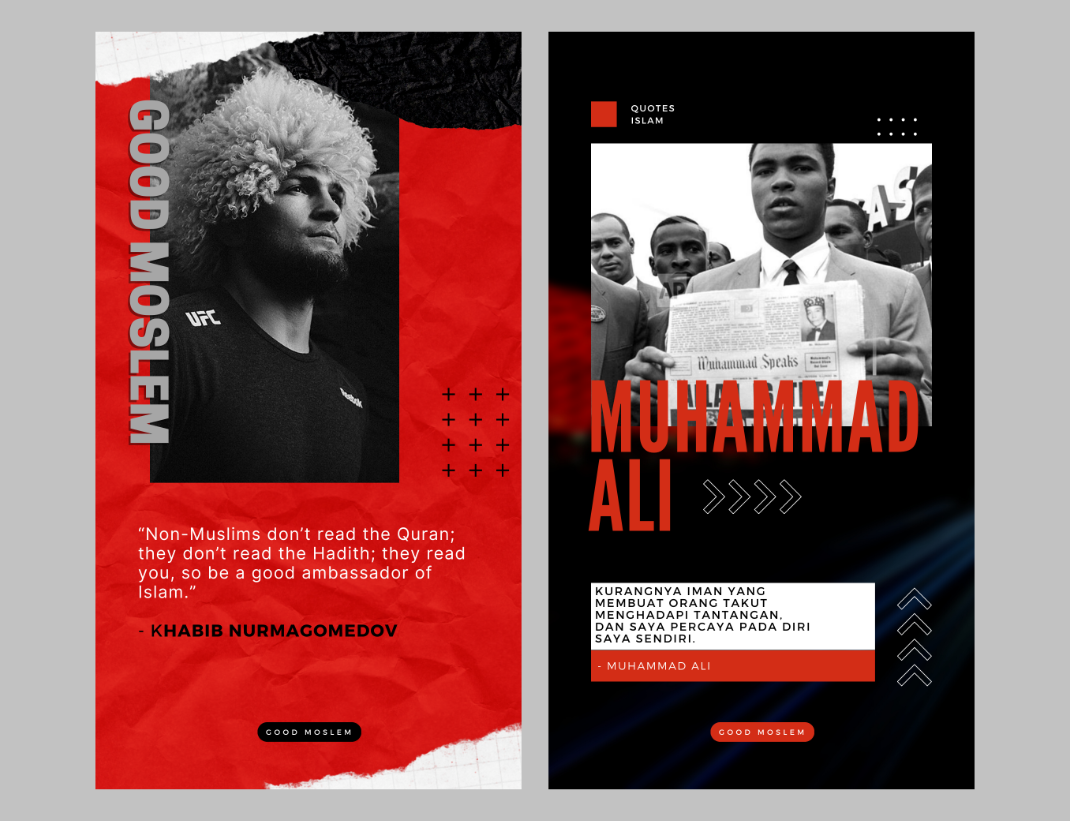 GOOD MOSLEM
UFC
Reebok
“Non-Muslims don’t read the Quran;
they don’t read the Hadith; they read
you, so be a good ambassador of
Islam.”
- KHABIB NURMAGOMEDOV
GOOD MOSLEM
QUOTES
ISLAM
AS
Muhammad Speaks
MUHAMMAD
ALI
KURANGNYA IMAN YANG
MEMBUAT ORANG TAKUT
MENGHADAPI TANTANGAN,
DAN SAYA PERCAYA PADA DIRI
SAYA SENDIRI.
- MUHAMMAD ALI
GOOD MOSLEM